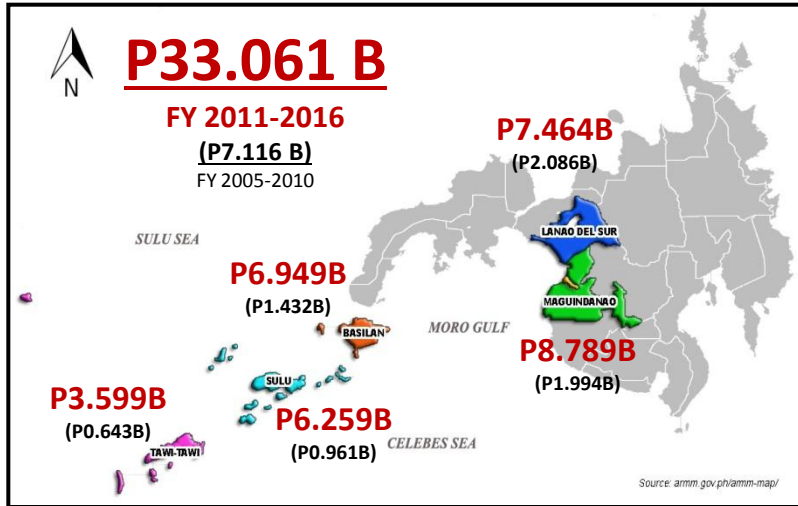 N
P33.061 B
FY 2011-2016
(P7.116 B)
FY 2005-2010
P7.464B
(P2.086B)
LANAO DEL SUR
SULU SEA
P6.949B
(P1.432B)
BASILAN
MORO GULF
MAGUINDANAO
P8.789B
(P1.994B)
SULU
P3.599B
(P0.643B)
P6.259B
(P0.961B)
CELEBES SEA
TAWI-TAWI
Source: armm.gov.ph/armm-map/